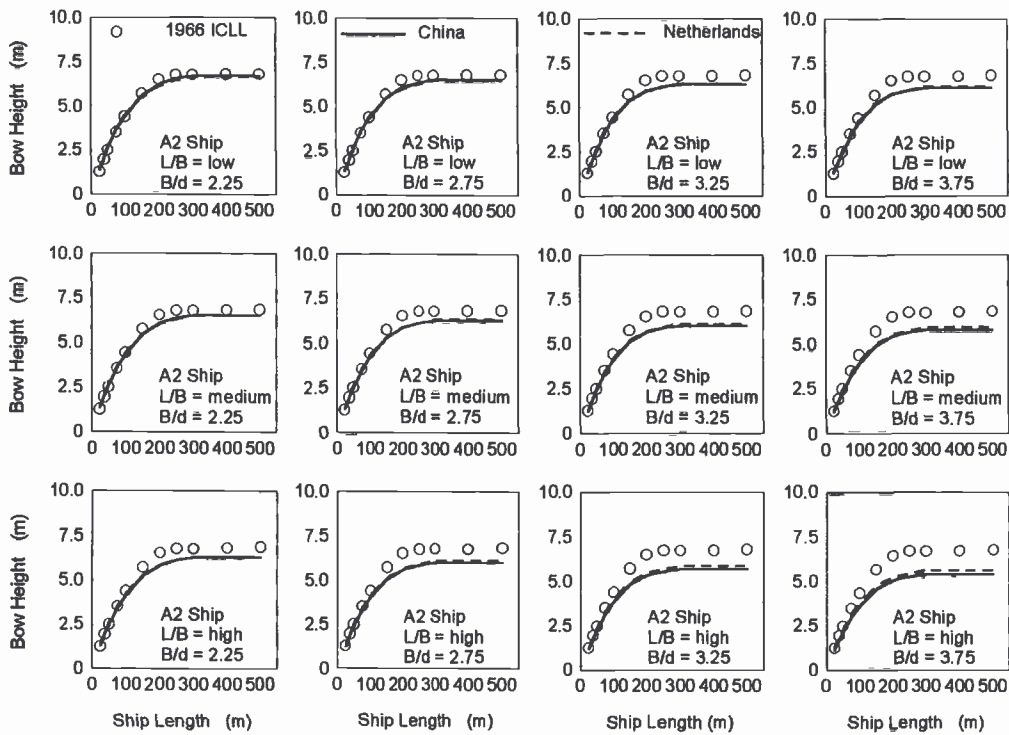 10.0 1966 ICLL
7.5
5.0
2.5
0
Bow Height (m)
A2 Ship
L/B = low
B/d = 2.25
0 100 200 300 400 500
10.0 China
7.5
5.0
2.5
0
A2 Ship
L/B = low
B/d = 2.75
0 100 200 300 400 500
10.0 Netherlands
7.5
5.0
2.5
0
A2 Ship
L/B = low
B/d = 3.25
0 100 200 300 400 500
10.0
7.5
5.0
2.5
0
A2 Ship
L/B = low
B/d = 3.75
0 100 200 300 400 500
10.0
7.5
5.0
2.5
0
Bow Height (m)
A2 Ship
L/B = medium
B/d = 2.25
0 100 200 300 400 500
10.0
7.5
5.0
2.5
0
A2 Ship
L/B = medium
B/d = 2.75
0 100 200 300 400 500
10.0
7.5
5.0
2.5
0
A2 Ship
L/B = medium
B/d = 3.25
0 100 200 300 400 500
10.0
7.5
5.0
2.5
0
A2 Ship
L/B = medium
B/d = 3.75
0 100 200 300 400 500
10.0
7.5
5.0
2.5
0
Bow Height (m)
A2 Ship
L/B = high
B/d = 2.25
0 100 200 300 400 500
Ship Length (m)
10.0
7.5
5.0
2.5
0
A2 Ship
L/B = high
B/d = 2.75
0 100 200 300 400 500
Ship Length (m)
10.0
7.5
5.0
2.5
0
A2 Ship
L/B = high
B/d = 3.25
0 100 200 300 400 500
Ship Length (m)
10.0
7.5
5.0
2.5
0
A2 Ship
L/B = high
B/d = 3.75
0 100 200 300 400 500
Ship Length (m)